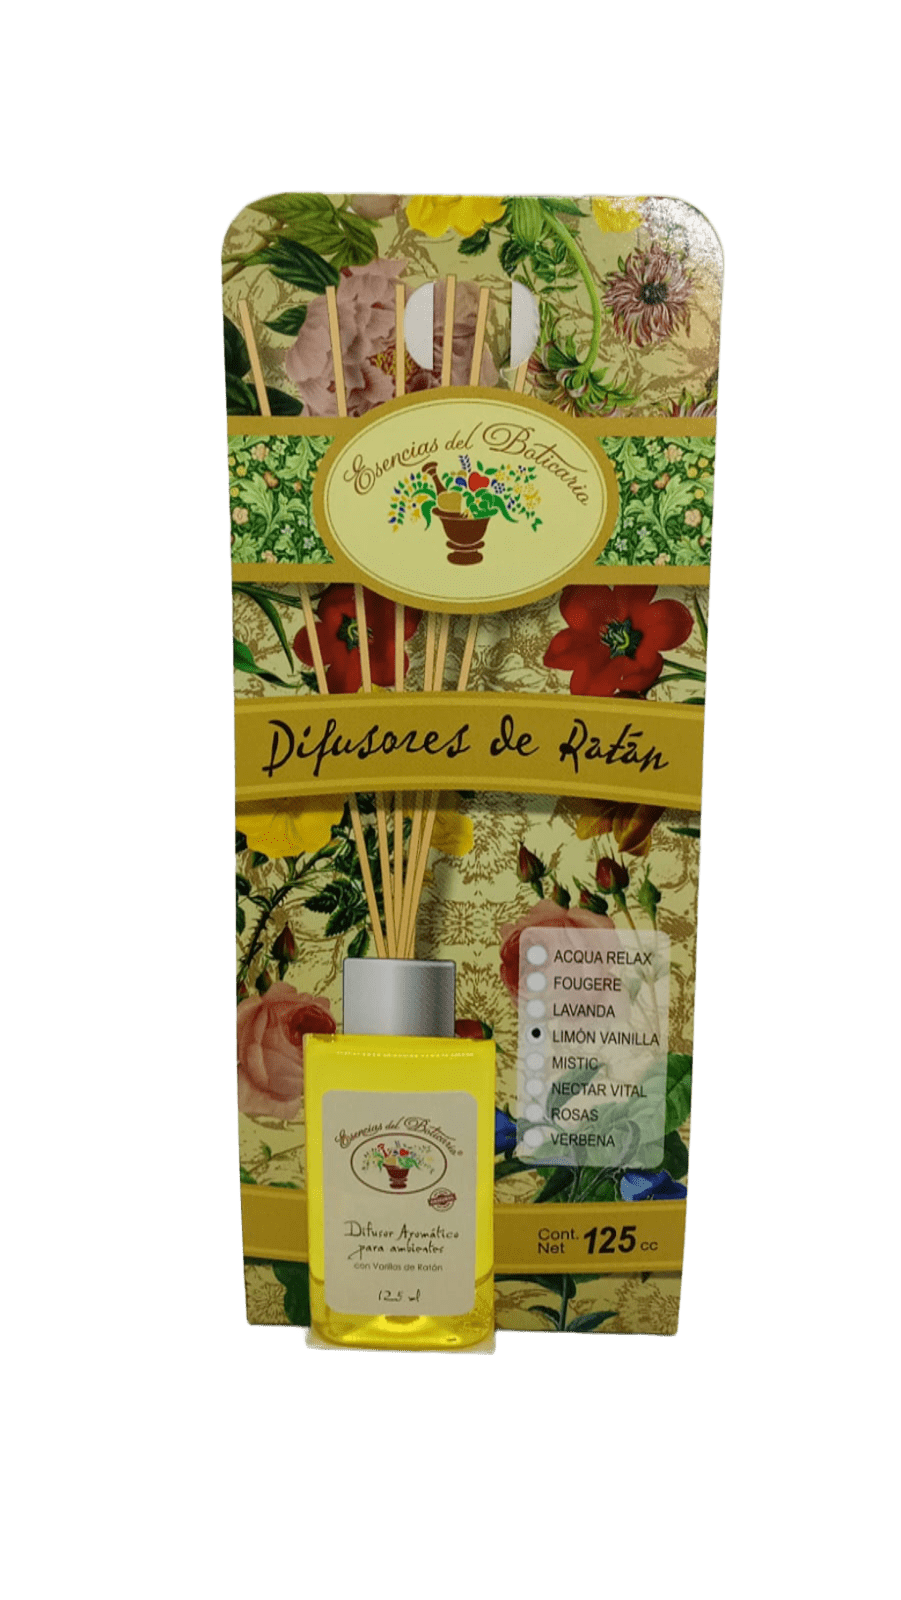 Esencias del Boticario
Difusores de Ratán
ACQUA RELAX
FOUGERE
LAVANDA
LIMÓN VAINILLA
MISTIC
NECTAR VITAL
ROSAS
VERBENA
Cont.
Net 125 cc
Esencias del Boticario®
Difusor Aromático
para ambientes
con Varillas de Ratán
125 ml